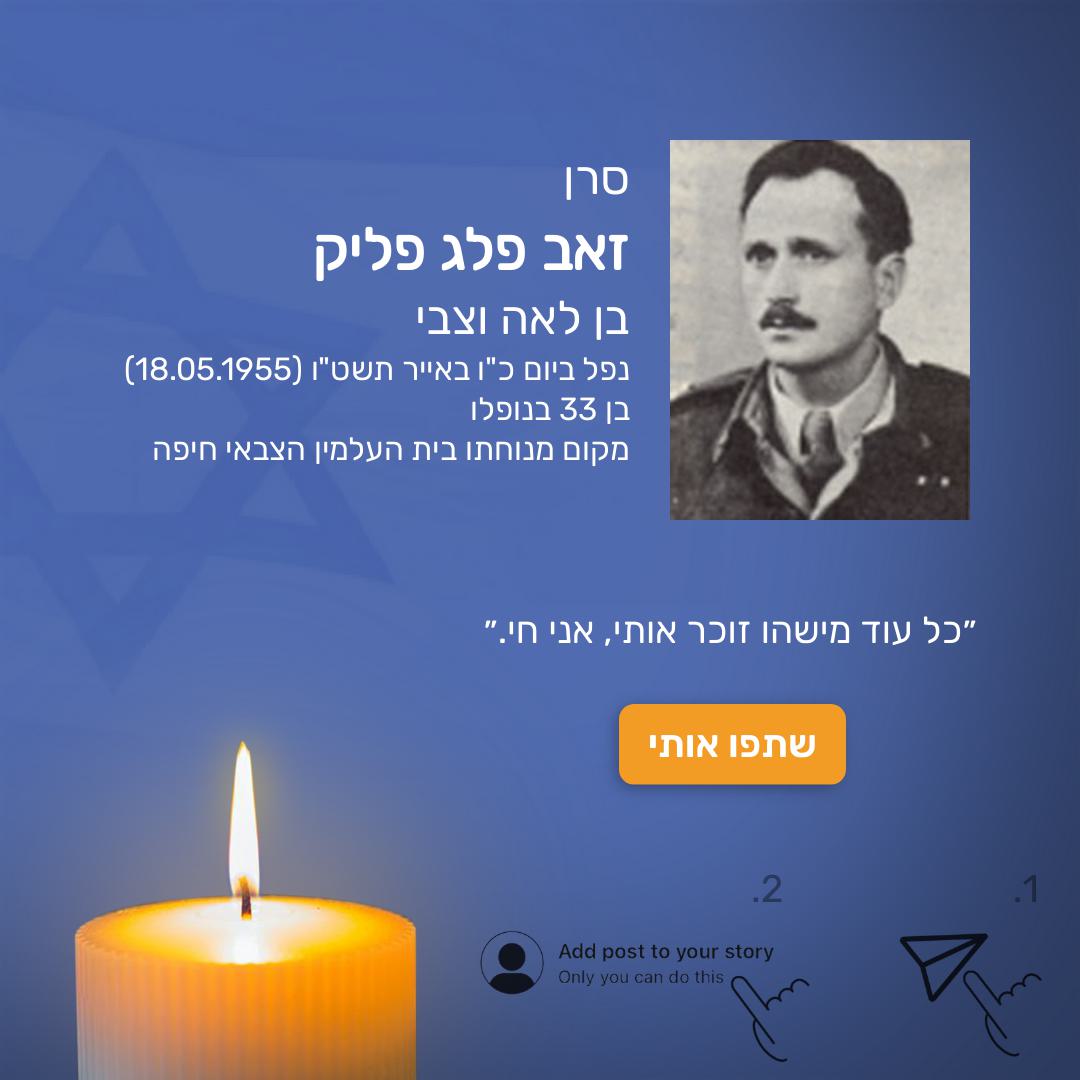 סרן
זאב פלג פליק
בן לאה וצבי
נפל ביום כ"ו באייר תשט"ו (18.05.1955)
בן 33 בנופלו
מקום מנוחתו בית העלמין הצבאי חיפה
״כל עוד מישהו זוכר אותי, אני חי.״
שתפו אותי
.1
.2
Add post to your story
Only you can do this